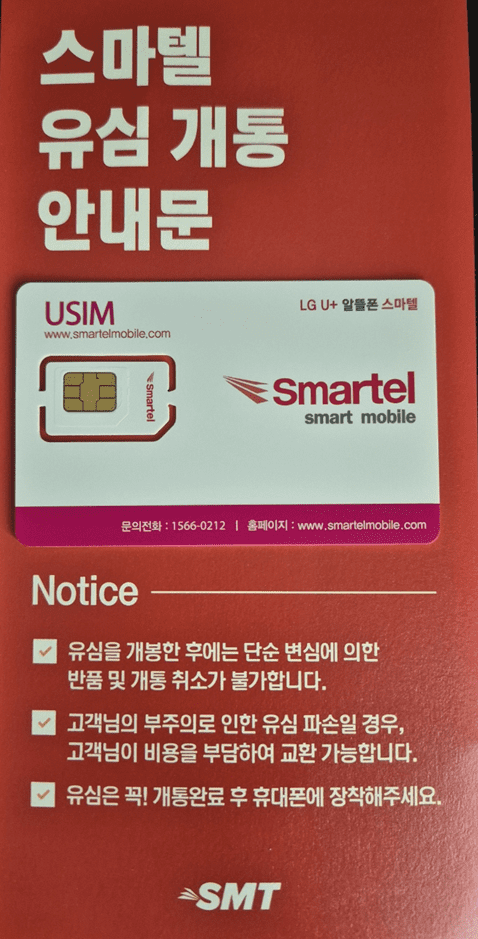 스마텔
유심 개통
안내문
USIM
www.smartelmobile.com
LG U+ 알뜰폰 스마텔
Smartel
Smartel
smart mobile
문의전화 : 1566-0212 | 홈페이지 : www.smartelmobile.com
Notice
유심을 개봉한 후에는 단순 변심에 의한
반품 및 개통 취소가 불가합니다.
고객님의 부주의로 인한 유심 파손일 경우,
고객님이 비용을 부담하여 교환 가능합니다.
유심은 꼭! 개통완료 후 휴대폰에 장착해주세요.
SMT